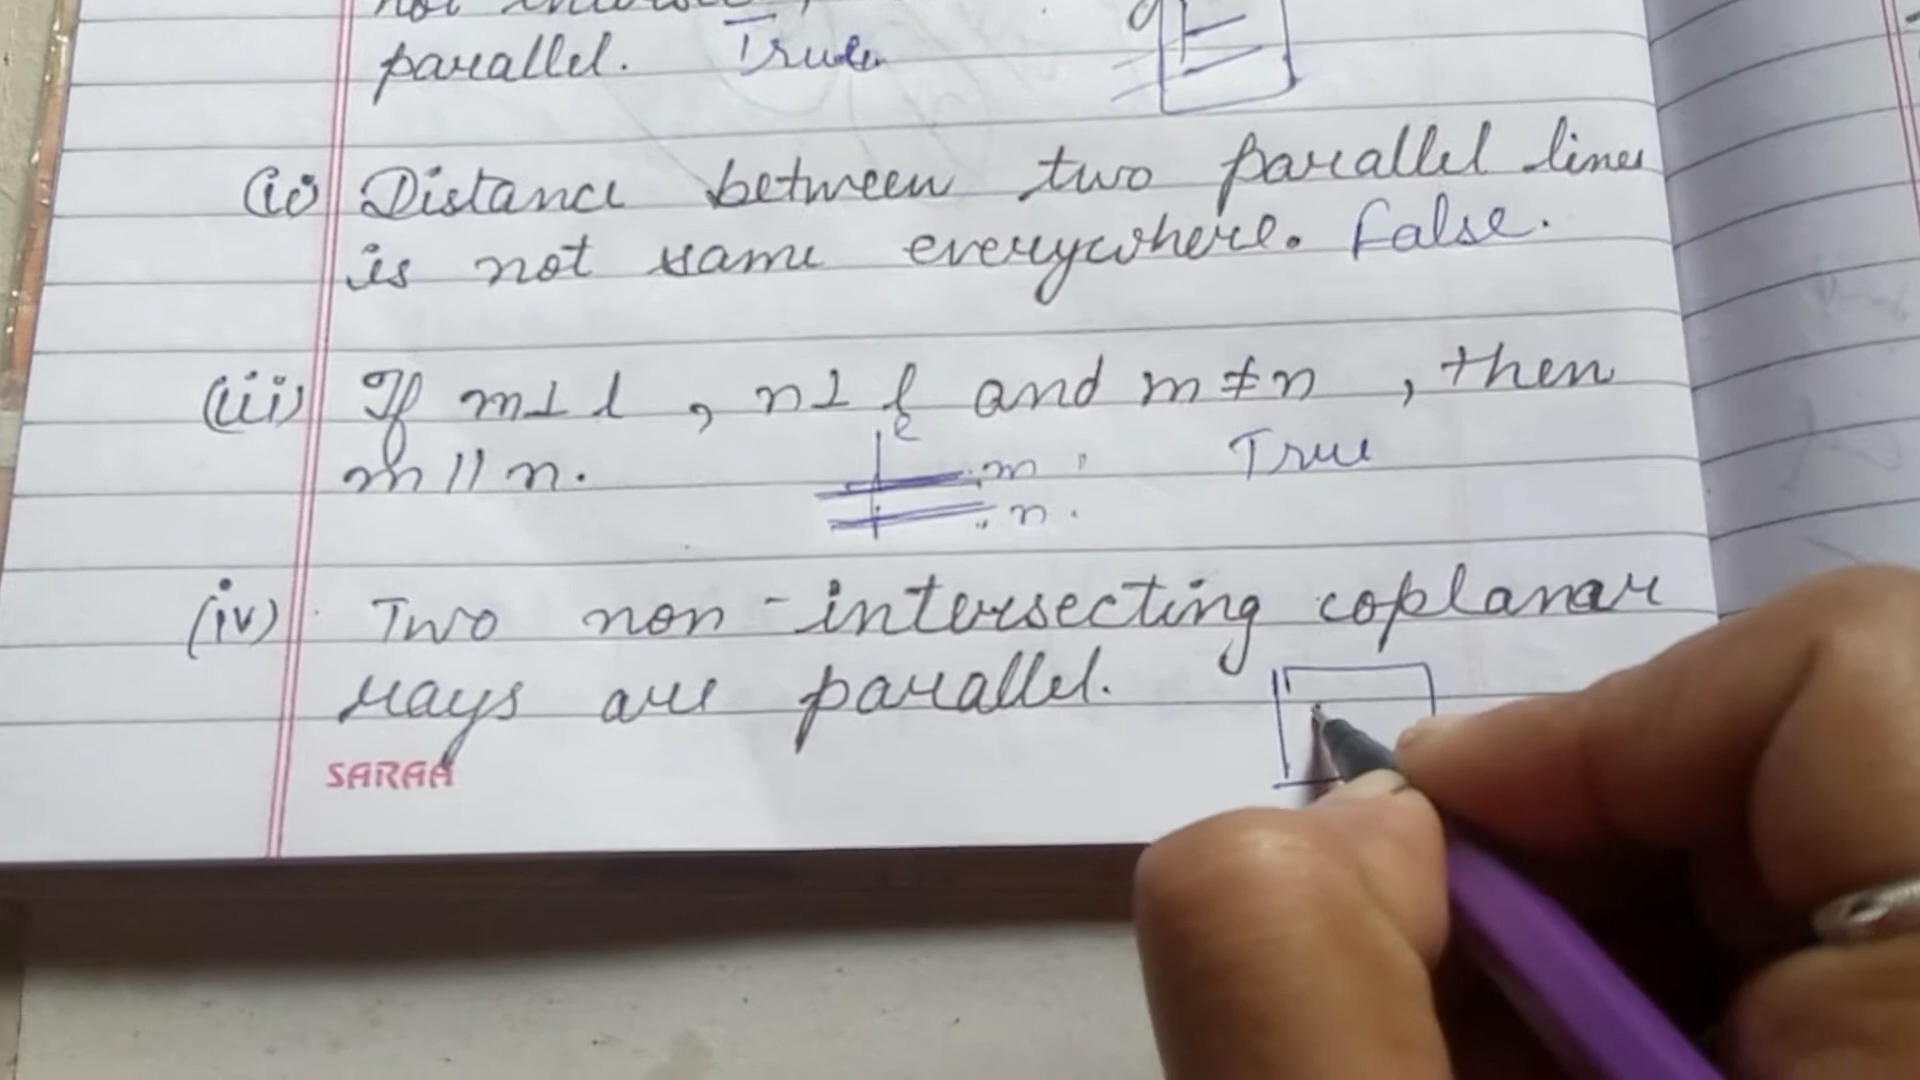 not
parallel. True
(ii) Distance between two parallel lines
is not same everywhere. False.
(iii) If m⊥l, n⊥l and m≠n, then
l
m || n. m True
n.
(iv) Two non-intersecting coplanar
rays are parallel.
SARAA